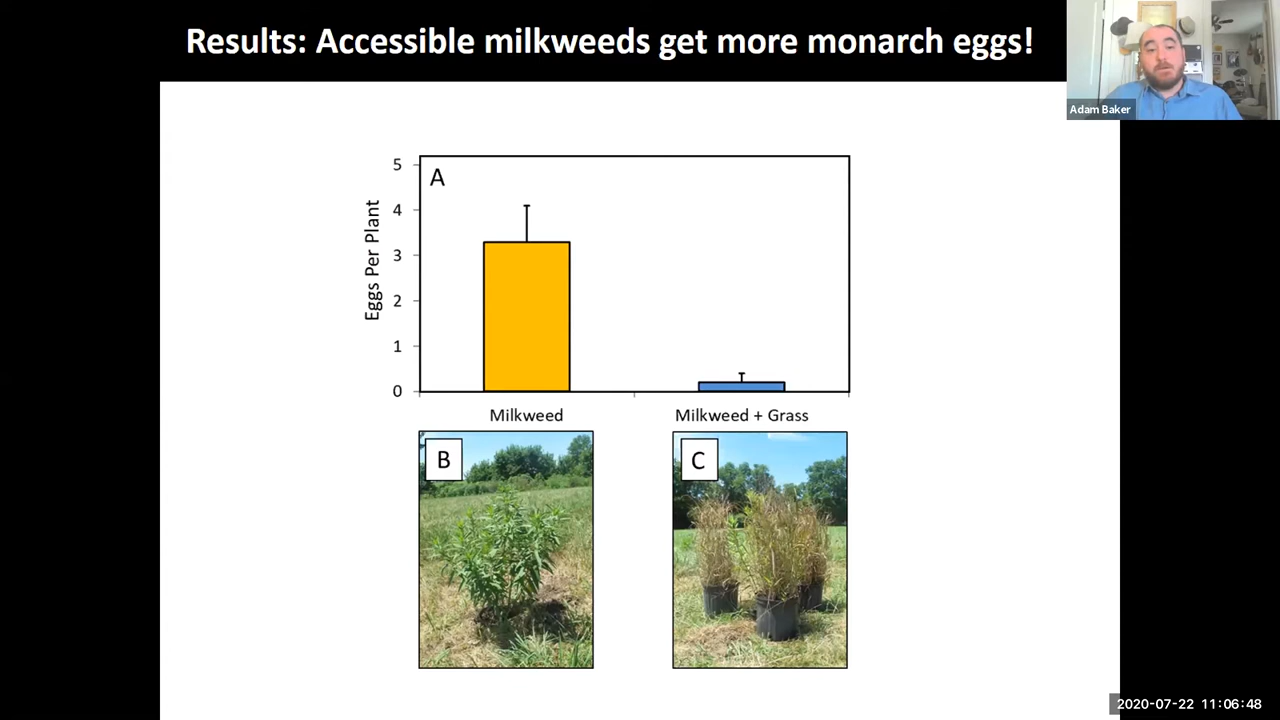 Results: Accessible milkweeds get more monarch eggs!
Adam Baker
A
5
4
3
2
1
0
Eggs Per Plant
Milkweed
Milkweed + Grass
B
C
2020-07-22 11:06:48